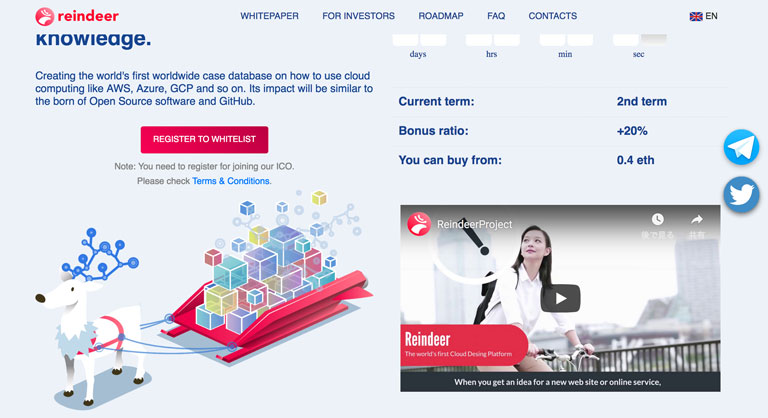 reindeer
WHITEPAPER
FOR INVESTORS
ROADMAP
FAQ
CONTACTS
EN
knowledge.
Creating the world's first worldwide case database on how to use cloud
computing like AWS, Azure, GCP and so on. Its impact will be similar to
the born of Open Source software and GitHub.
REGISTER TO WHITELIST
Note: You need to register for joining our ICO.
Please check Terms & Conditions.
days
hrs
min
sec
Current term:
2nd term
Bonus ratio:
+20%
You can buy from:
0.4 eth
ReindeerProject
後で見る
共有
Reindeer
The world's first Cloud Desing Platform
When you get an idea for a new web site or online service,